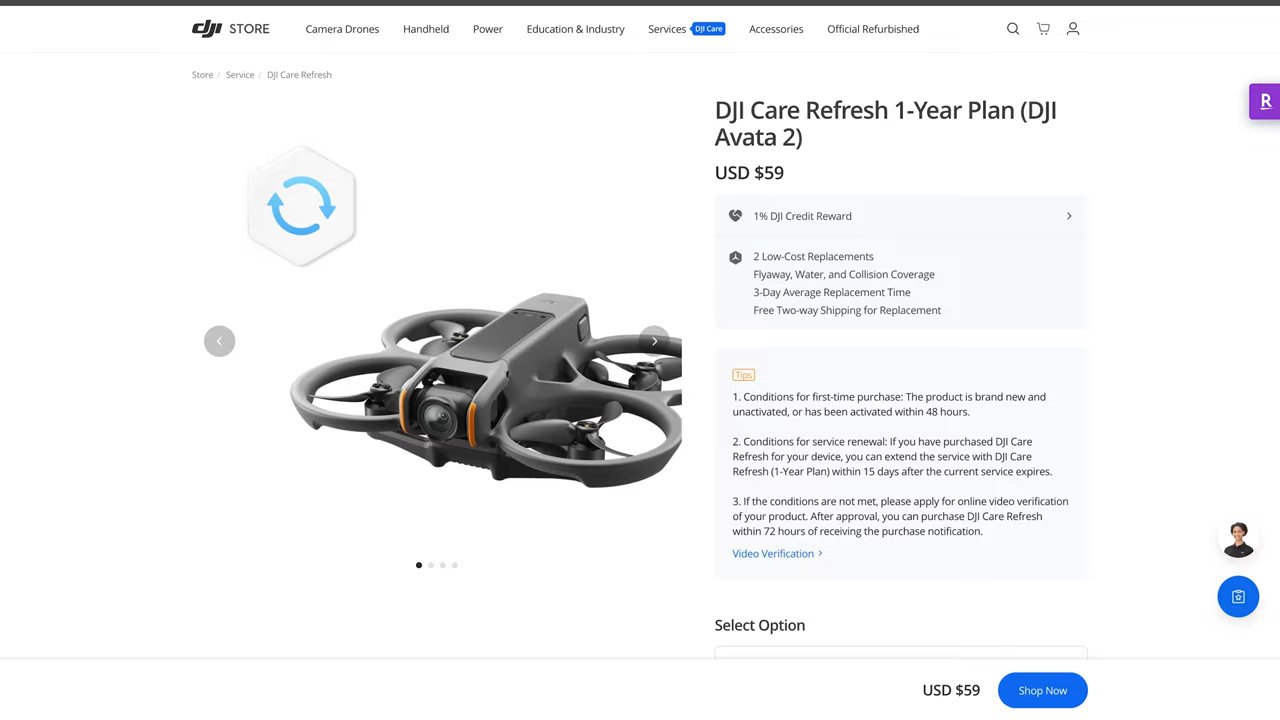 dji STORE
Camera Drones
Handheld
Power
Education & Industry
Services
DJI Care
Accessories
Official Refurbished
Store / Service / DJI Care Refresh
R
DJI Care Refresh 1-Year Plan (DJI
Avata 2)
USD $59
1% DJI Credit Reward
2 Low-Cost Replacements
Flyaway, Water, and Collision Coverage
3-Day Average Replacement Time
Free Two-way Shipping for Replacement
Tips
1. Conditions for first-time purchase: The product is brand new and
unactivated, or has been activated within 48 hours.
2. Conditions for service renewal: If you have purchased DJI Care
Refresh for your device, you can extend the service with DJI Care
Refresh (1-Year Plan) within 15 days after the current service expires.
3. If the conditions are not met, please apply for online video verification
of your product. After approval, you can purchase DJI Care Refresh
within 72 hours of receiving the purchase notification.
Video Verification
Select Option
USD $59
Shop Now